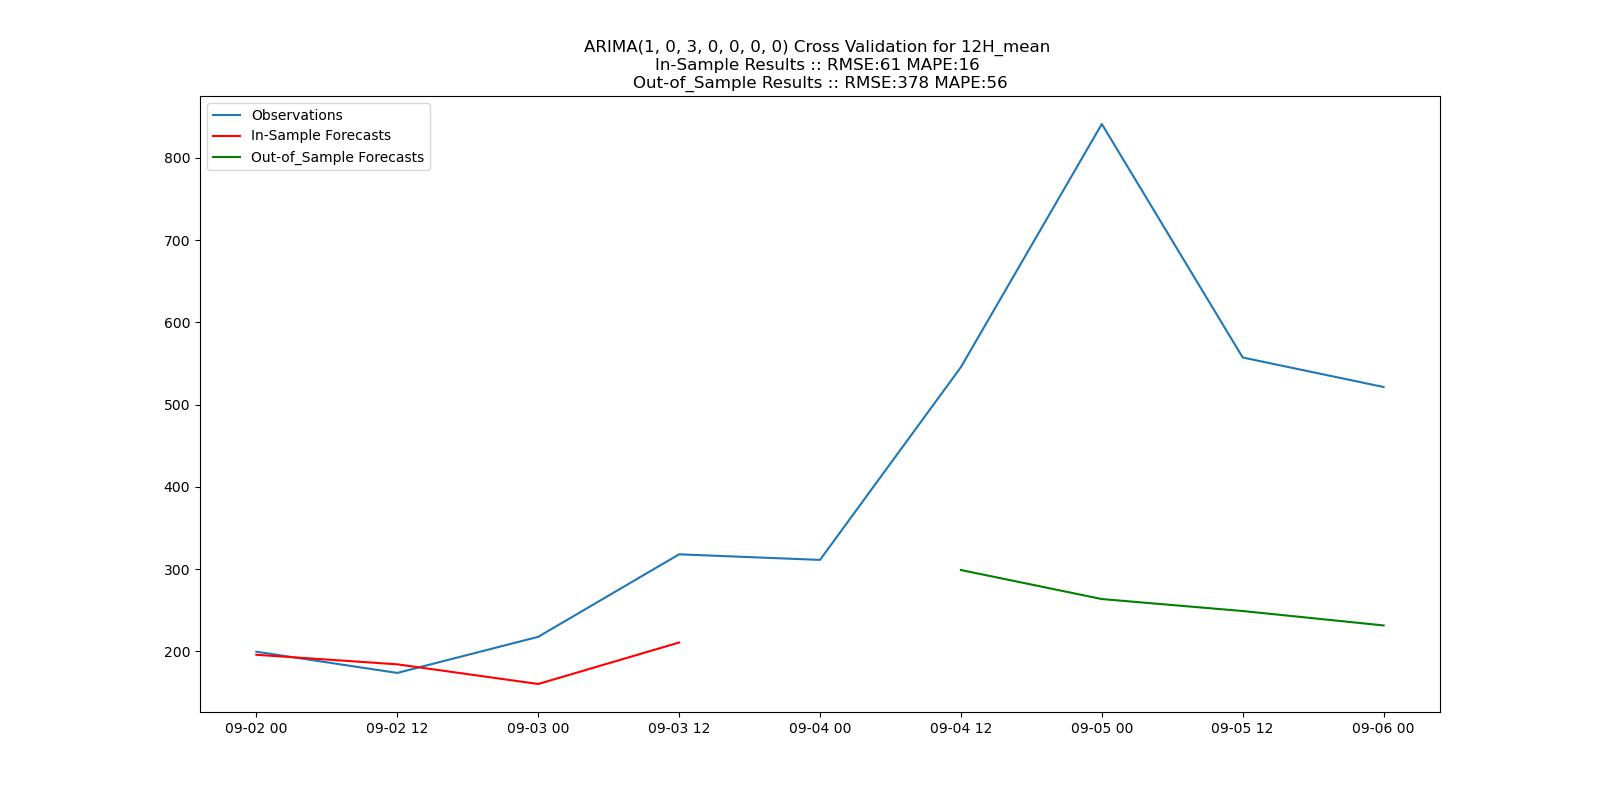 ARIMA(1, 0, 3, 0, 0, 0, 0) Cross Validation for 12H_mean
In-Sample Results :: RMSE:61 MAPE:16
Out-of_Sample Results :: RMSE:378 MAPE:56
Observations
In-Sample Forecasts
Out-of_Sample Forecasts
800
700
600
500
400
300
200
09-02 00
09-02 12
09-03 00
09-03 12
09-04 00
09-04 12
09-05 00
09-05 12
09-06 00